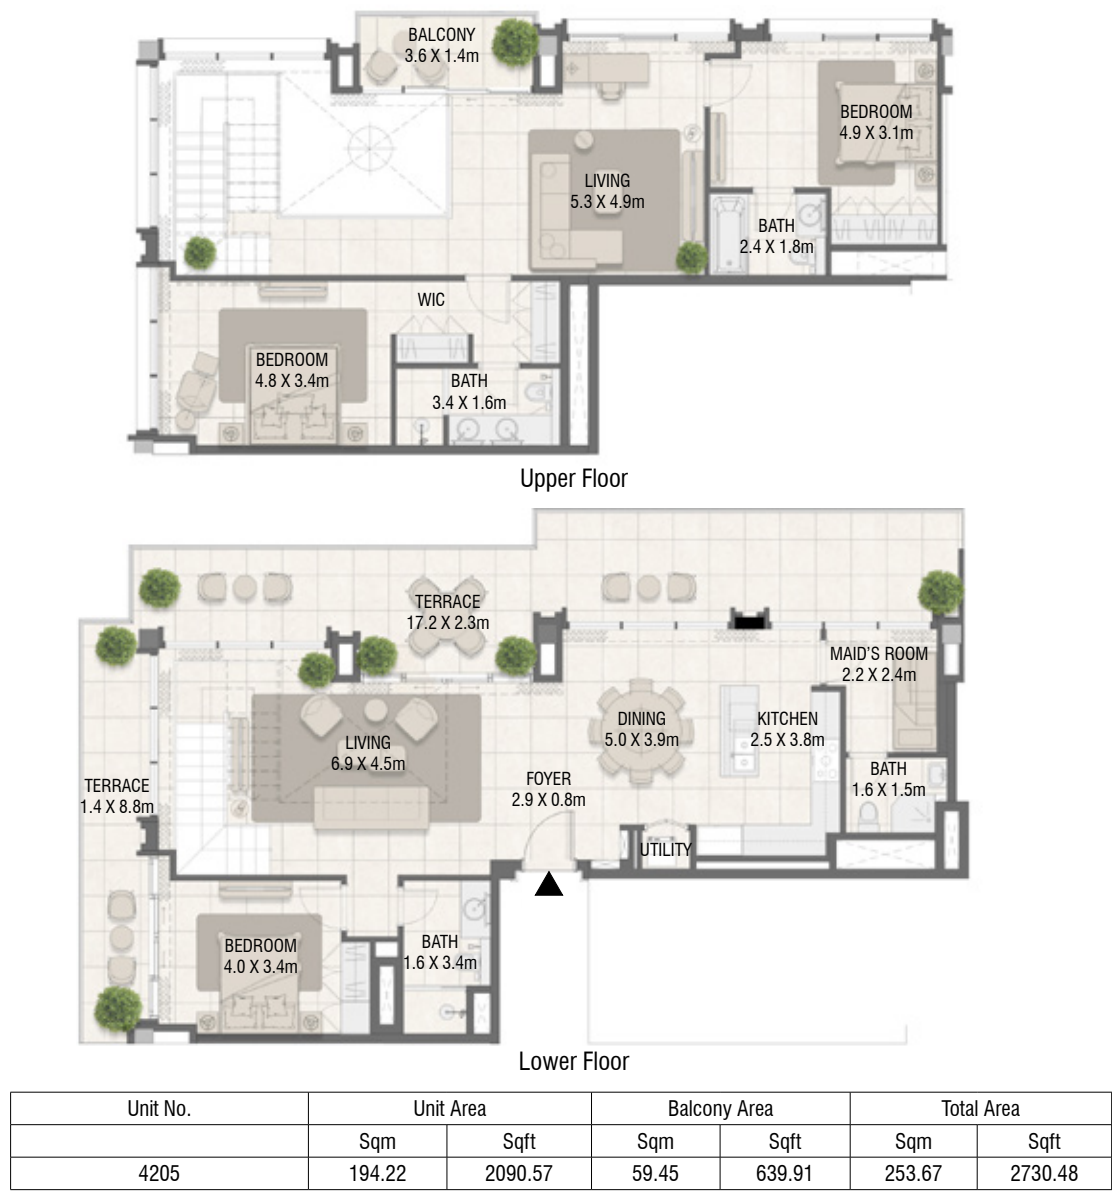 BALCONY
3.6 X 1.4m
BEDROOM
4.9 X 3.1m
LIVING
5.3 X 4.9m
BATH
2.4 X 1.8m
WIC
BEDROOM
4.8 X 3.4m
BATH
3.4 X 1.6m
Upper Floor
TERRACE
17.2 X 2.3m
MAID'S ROOM
2.2 X 2.4m
DINING
5.0 X 3.9m
KITCHEN
2.5 X 3.8m
LIVING
6.9 X 4.5m
FOYER
2.9 X 0.8m
TERRACE
1.4 X 8.8m
BATH
1.6 X 1.5m
UTILITY
BEDROOM
4.0 X 3.4m
BATH
1.6 X 3.4m
Lower Floor
Unit No. Unit Area Balcony Area Total Area
Sqm Sqft Sqm Sqft Sqm Sqft
4205 194.22 2090.57 59.45 639.91 253.67 2730.48